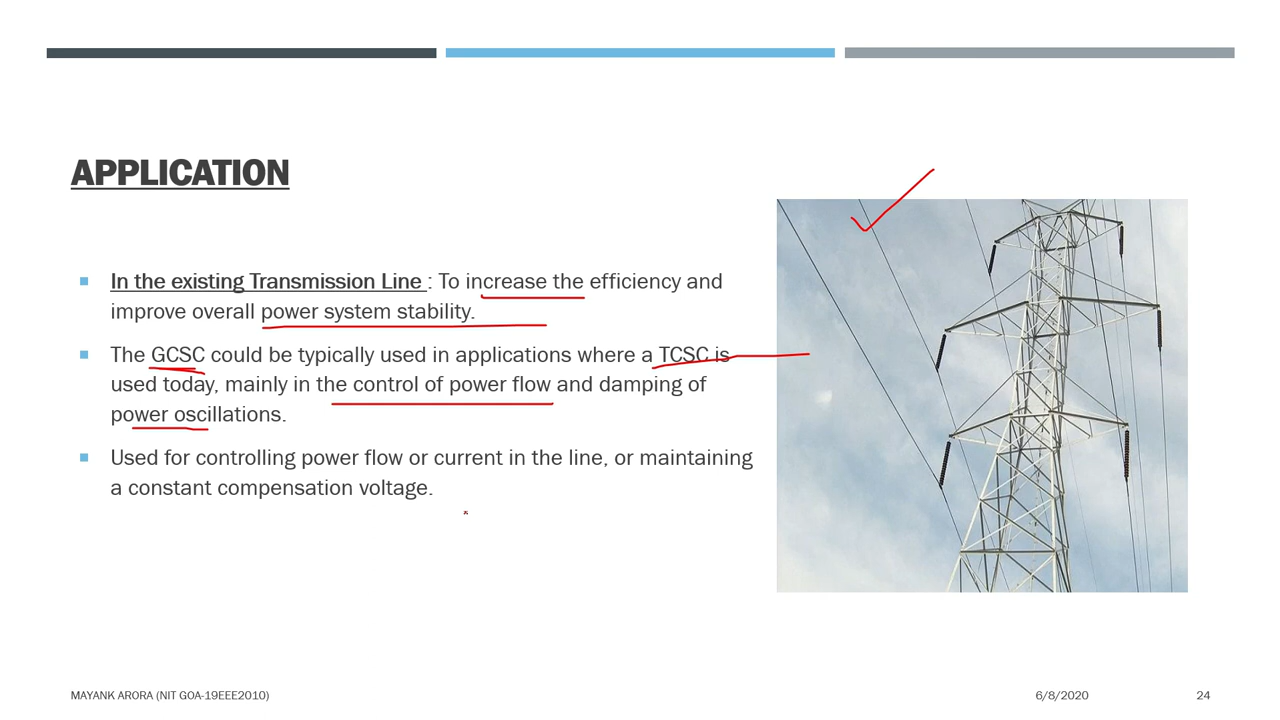 APPLICATION
In the existing Transmission Line : To increase the efficiency and
improve overall power system stability.
The GCSC could be typically used in applications where a TCSC is
used today, mainly in the control of power flow and damping of
power oscillations.
Used for controlling power flow or current in the line, or maintaining
a constant compensation voltage.
MAYANK ARORA (NIT GOA-19EEE2010)
6/8/2020
24